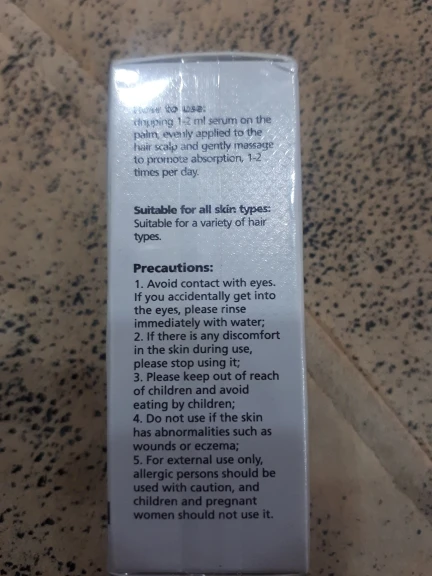 How to use:
dripping 1-2 ml serum on the
palm, evenly applied to the
hair scalp and gently massage
to promote absorption, 1-2
times per day.
Suitable for all skin types:
Suitable for a variety of hair
types.
Precautions:
1. Avoid contact with eyes.
If you accidentally get into
the eyes, please rinse
immediately with water;
2. If there is any discomfort
in the skin during use,
please stop using it;
3. Please keep out of reach
of children and avoid
eating by children;
4. Do not use if the skin
has abnormalities such as
wounds or eczema;
5. For external use only,
allergic persons should be
used with caution, and
children and pregnant
women should not use it.